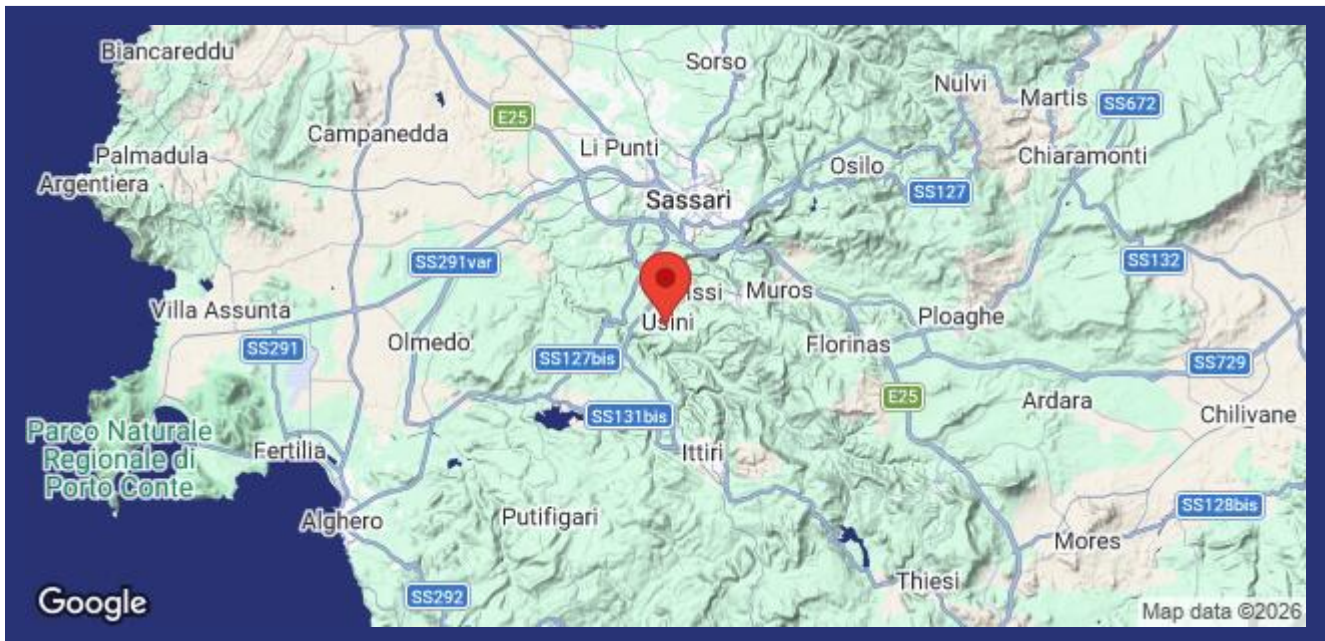 Biancareddu
Sorso
Nulvi
Martis
SS672
E25
Campanedda
Li Punti
Palmadula
Osilo
Chiaramonti
Argentiera
SS127
Sassari
SS291var
SS132
Villa Assunta
issi
Muros
Ploaghe
Usini
Olmedo
SS291
SS127bis
Florinas
SS729
E25
Ardara
Chilivane
SS131bis
Parco Naturale
Regionale di
Porto Conte
Fertilia
Ittiri
Alghero
Putifigari
SS128bis
Mores
Thiesi
SS292
Google
Map data ©2026